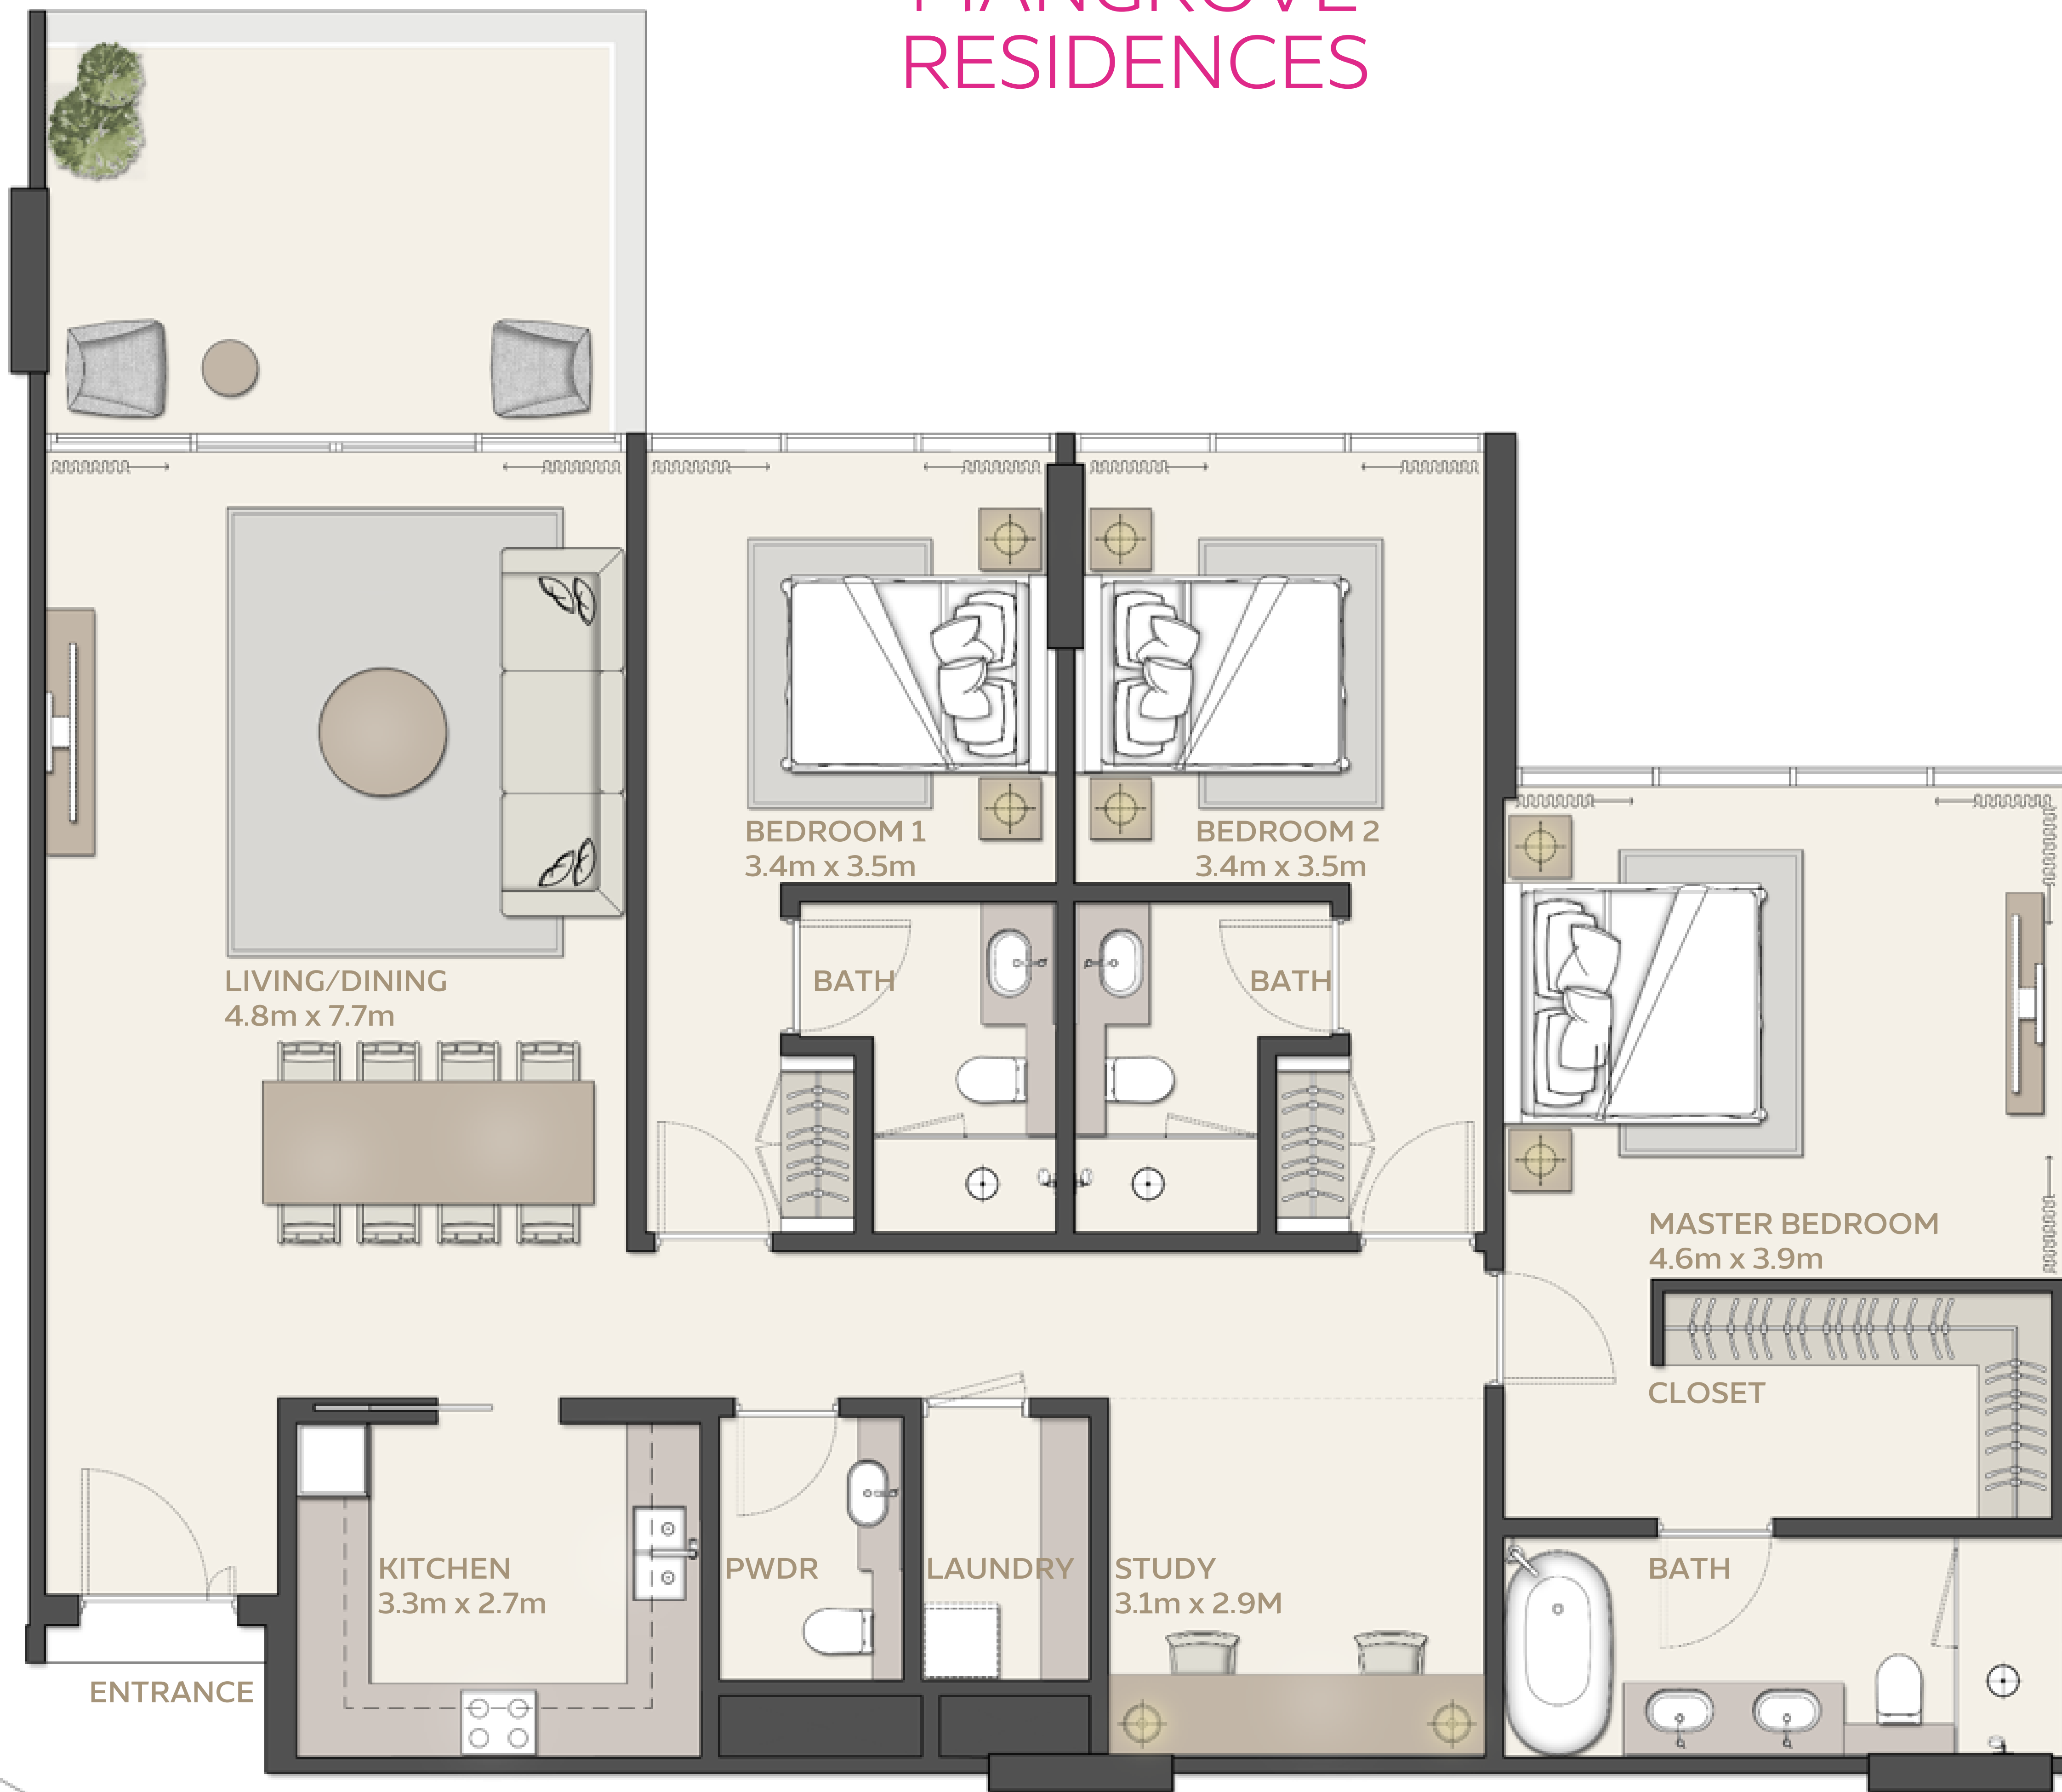 MANGROVE
RESIDENCES
BEDROOM 1
3.4m x 3.5m
BEDROOM 2
3.4m x 3.5m
LIVING/DINING
4.8m x 7.7m
BATH
BATH
MASTER BEDROOM
4.6m x 3.9m
CLOSET
KITCHEN
3.3m x 2.7m
PWDR
LAUNDRY
STUDY
3.1m x 2.9M
BATH
ENTRANCE